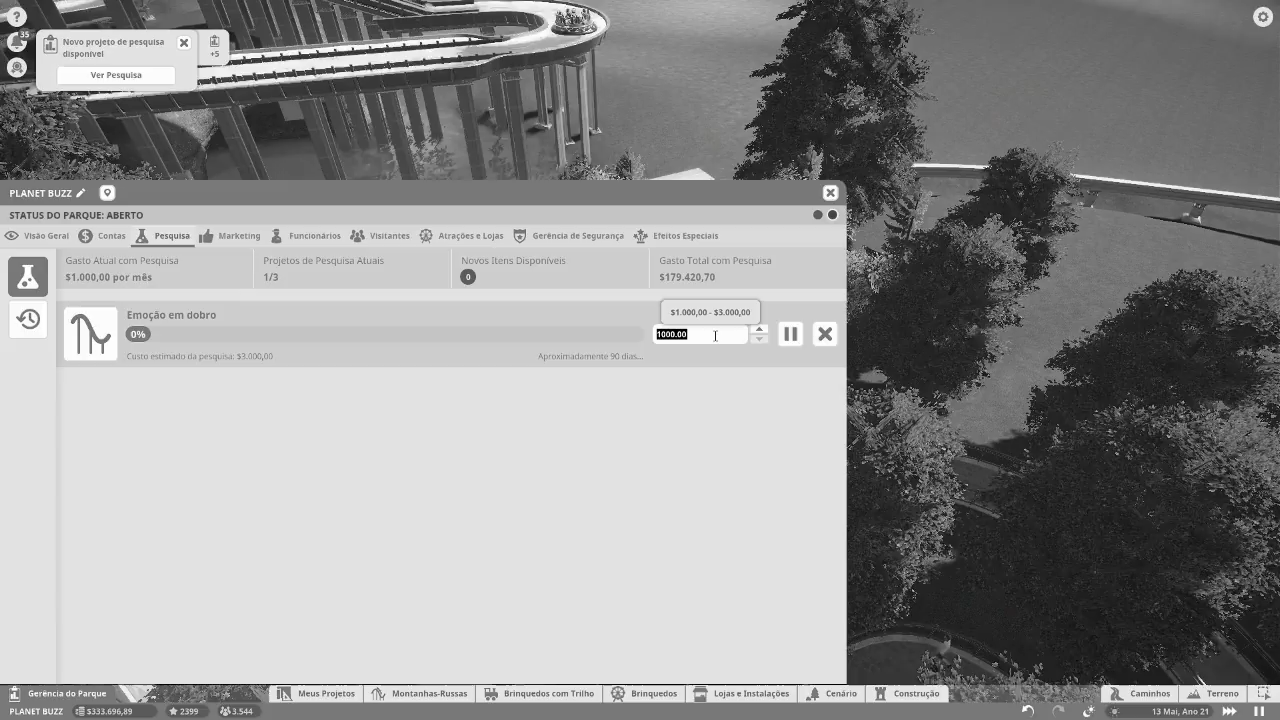 ?
35
Novo projeto de pesquisa
disponível
Ver Pesquisa
+5
PLANET BUZZ
STATUS DO PARQUE: ABERTO
Visão Geral
Contas
Pesquisa
Marketing
Funcionários
Visitantes
Atrações e Lojas
Gerência de Segurança
Efeitos Especiais
Gasto Atual com Pesquisa
$1.000,00 por mês
Projetos de Pesquisa Atuais
1/3
Novos Itens Disponíveis
0
Gasto Total com Pesquisa
$179.420,70
Emoção em dobro
0%
Custo estimado da pesquisa: $3.000,00
Aproximadamente 90 dias...
$1.000,00 - $3.000,00
1000.00
Gerência do Parque
Meus Projetos
Montanhas-Russas
Brinquedos com Trilho
Brinquedos
Lojas e Instalações
Cenário
Construção
Caminhos
Terreno
PLANET BUZZ
$333.696,89
2399
3.544
13 Mai, Ano 21